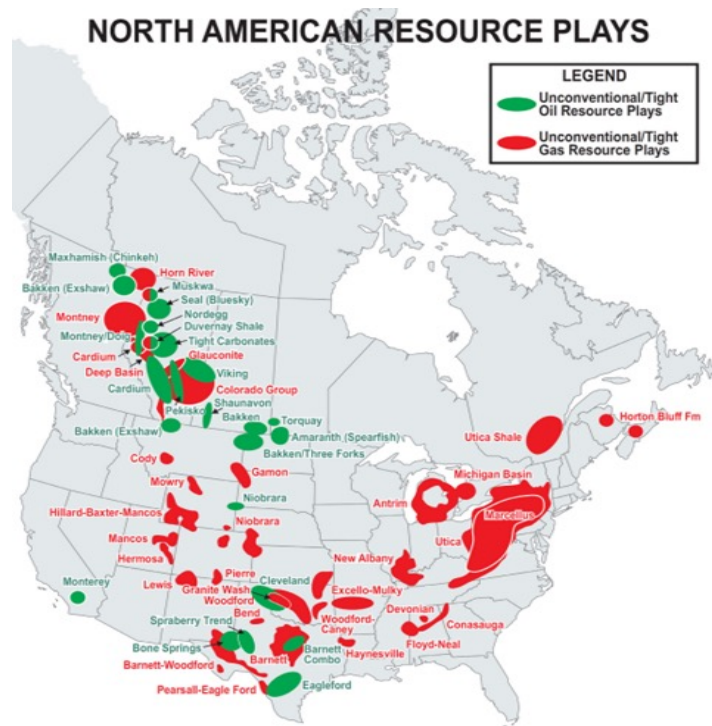 NORTH AMERICAN RESOURCE PLAYS
LEGEND
Unconventional/Tight
Oil Resource Plays
Unconventional/Tight
Gas Resource Plays
Maxhamish (Chinkeh)
Horn River
Bakken (Exshaw)
Muskwa
Seal (Bluesky)
Nordegg
Montney
Duvernay Shale
Montney/Doig
Tight Carbonates
Cardium
Glauconite
Deep Basin
Viking
Cardium
Colorado Group
Pekisko
Shaunavon
Bakken
Torquay
Bakken (Exshaw)
Amaranth (Spearfish)
Bakken/Three Forks
Utica Shale
Horton Bluff Fm
Cody
Gamon
Michigan Basin
Mowry
Antrim
Niobrara
Marcellus
Hillard-Baxter-Mancos
Niobrara
Utica
Mancos
Hermosa
New Albany
Pierre
Monterey
Lewis
Cleveland
Granite Wash
Excello-Mulky
Woodford
Devonian
Bend
Woodford-
Caney
Conasauga
Spraberry Trend
Floyd-Neal
Bone Springs
Barnett
Barnett
Combo
Haynesville
Barnett-Woodford
Pearsall-Eagle Ford
Eagleford